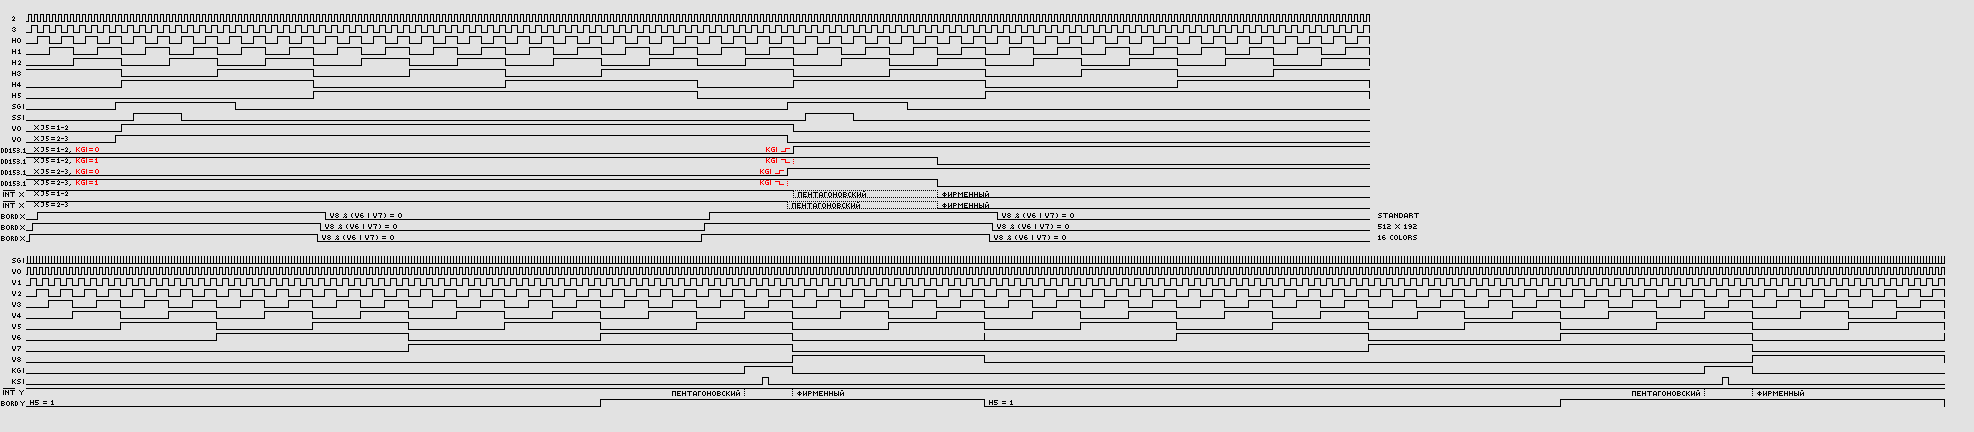 2
3
H0
H1
H2
H3
H4
H5
SGI
SSI
V0 XJ5=1-2
V0 XJ5=2-3
DD153.1 XJ5=1-2, KGI=0 KGI
DD153.1 XJ5=1-2, KGI=1 KGI
DD153.1 XJ5=2-3, KGI=0 KGI
DD153.1 XJ5=2-3, KGI=1 KGI
INT X XJ5=1-2 ПЕНТАГОНОВСКИЙ ФИРМЕННЫЙ
INT X XJ5=2-3 ПЕНТАГОНОВСКИЙ ФИРМЕННЫЙ
BORD X V8 & (V6 | V7) = 0 V8 & (V6 | V7) = 0 STANDART
BORD X V8 & (V6 | V7) = 0 V8 & (V6 | V7) = 0 512 X 192
BORD X V8 & (V6 | V7) = 0 V8 & (V6 | V7) = 0 16 COLORS
SGI
V0
V1
V2
V3
V4
V5
V6
V7
V8
KGI
KSI
INT Y ПЕНТАГОНОВСКИЙ ФИРМЕННЫЙ ПЕНТАГОНОВСКИЙ ФИРМЕННЫЙ
BORD Y H5 = 1 H5 = 1